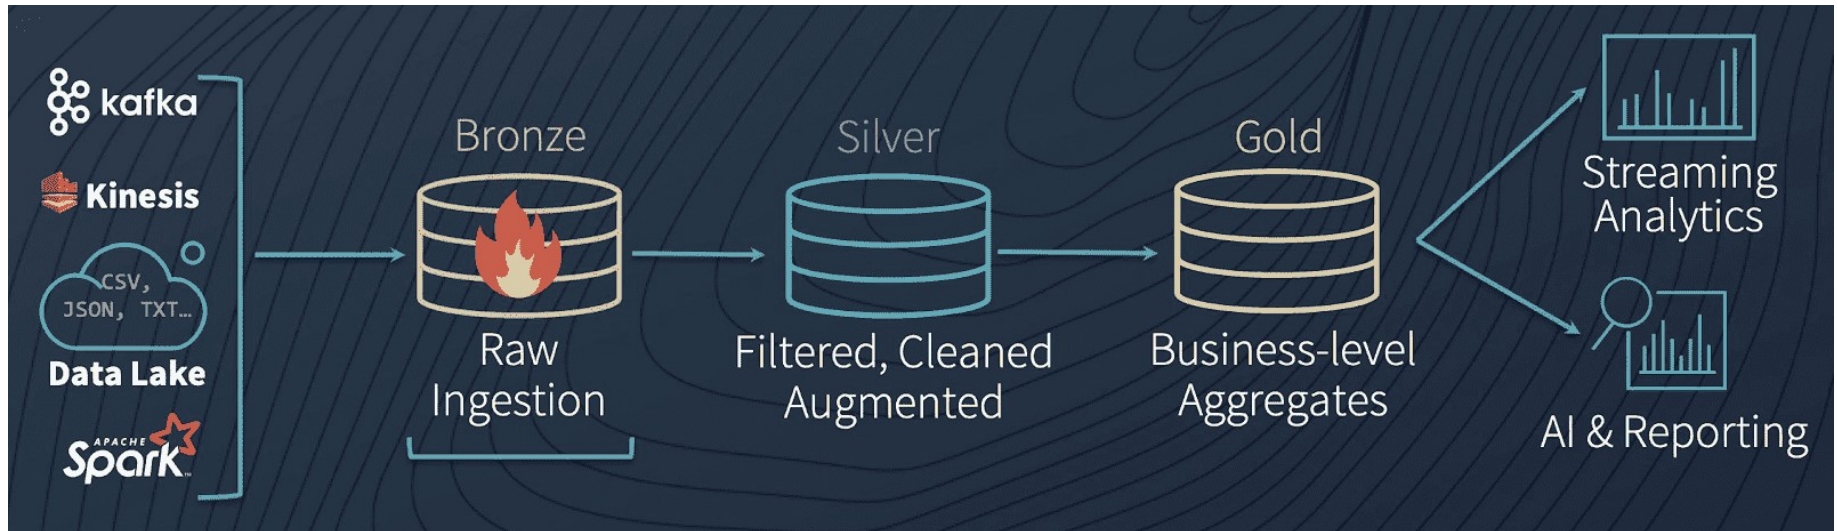 kafka
Kinesis
CSV,
JSON, TXT…
Data Lake
APACHE
Spark™
Bronze
Raw
Ingestion
Silver
Filtered, Cleaned
Augmented
Gold
Business-level
Aggregates
Streaming
Analytics
AI & Reporting